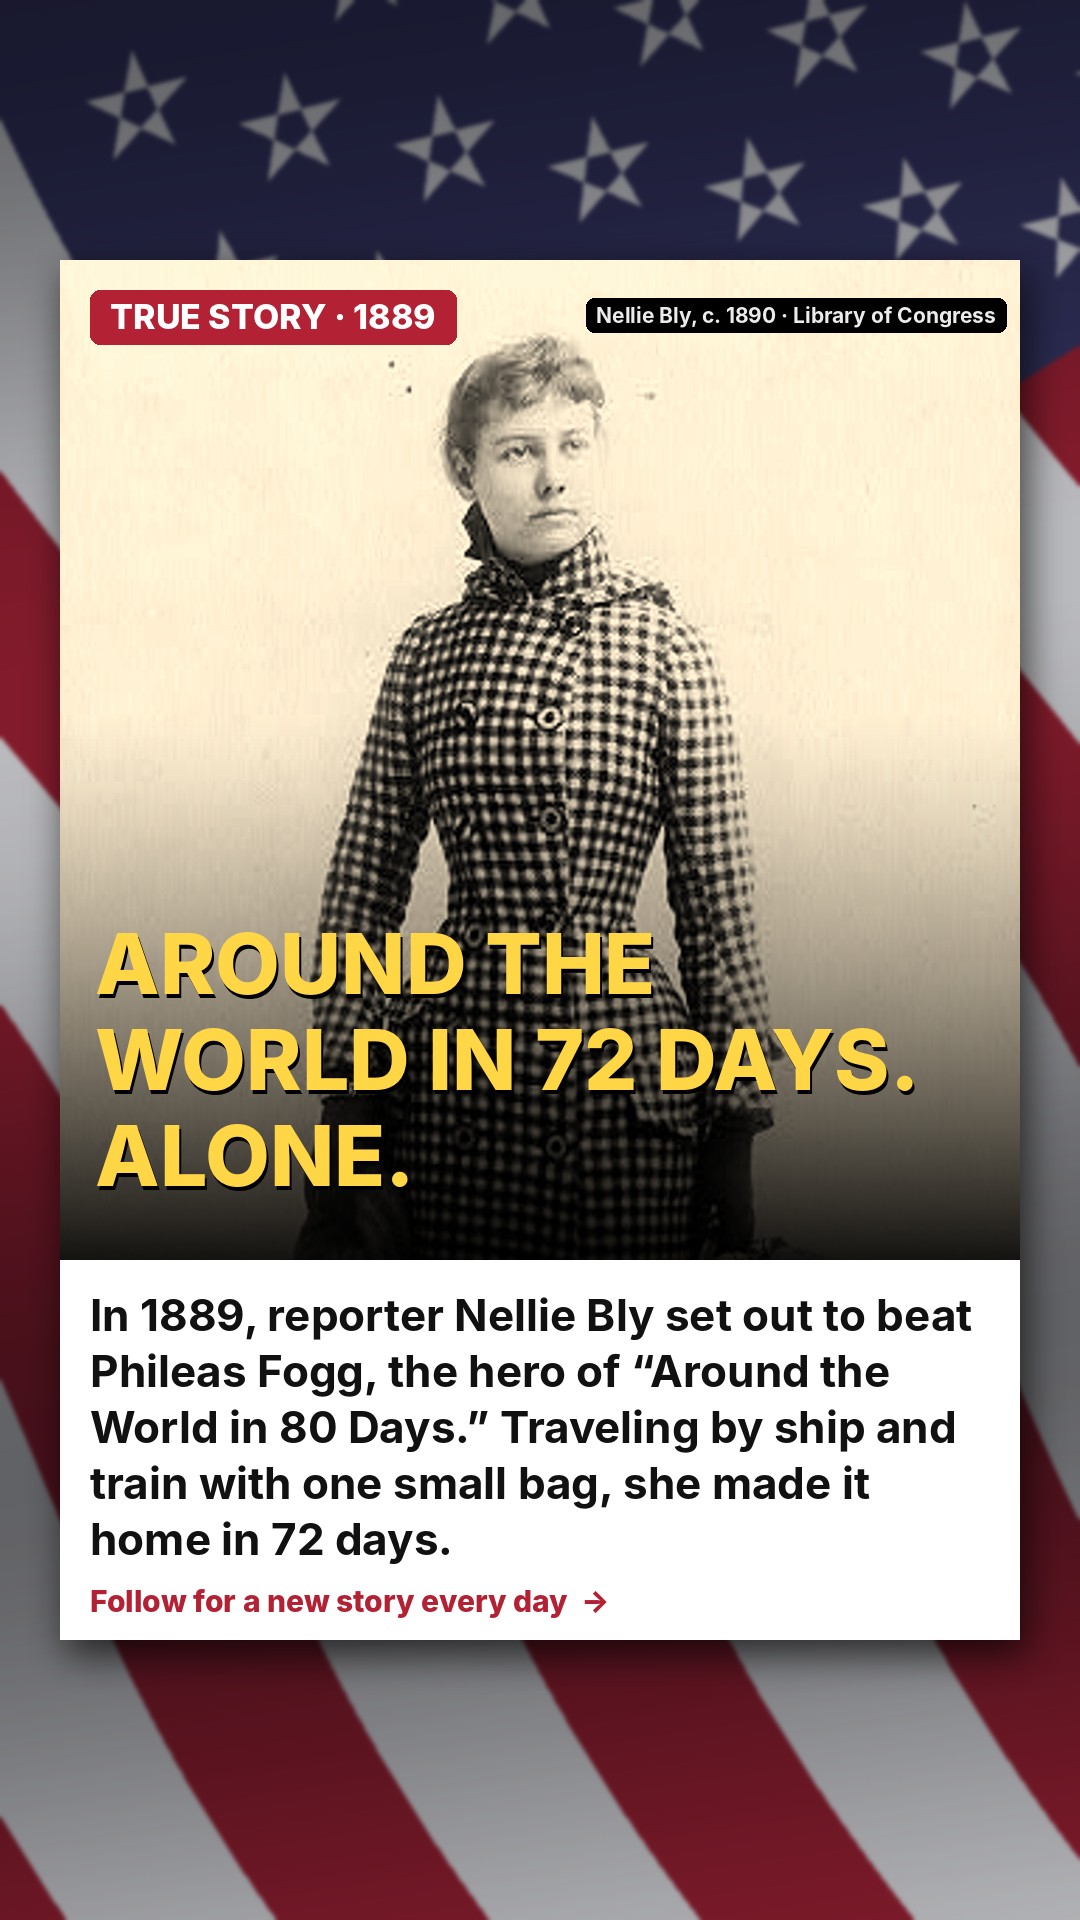 TRUE STORY · 1889
Nellie Bly, c. 1890 · Library of Congress
AROUND THE
WORLD IN 72 DAYS.
ALONE.
In 1889, reporter Nellie Bly set out to beat
Phileas Fogg, the hero of “Around the
World in 80 Days.” Traveling by ship and
train with one small bag, she made it
home in 72 days.
Follow for a new story every day →